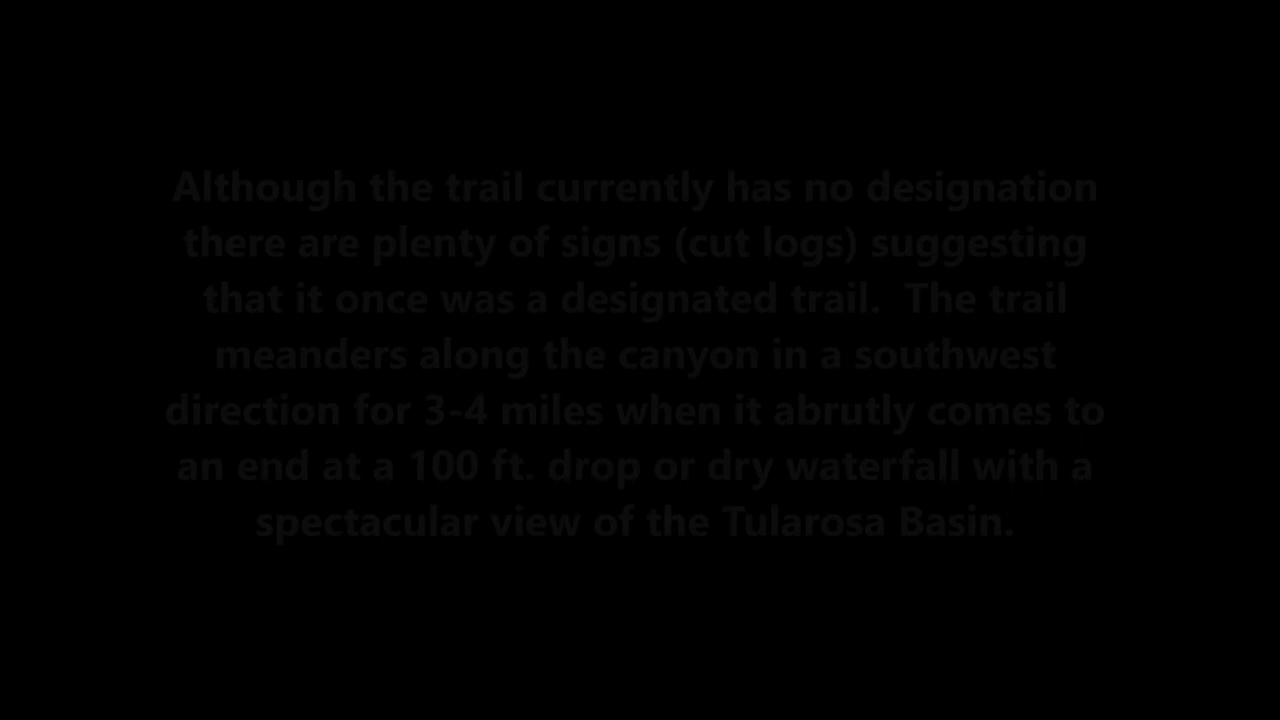 Although the trail currently has no designation
there are plenty of signs (cut logs) suggesting
that it once was a designated trail.  The trail
meanders along the canyon in a southwest
direction for 3-4 miles when it abrutly comes to
an end at a 100 ft. drop or dry waterfall with a
spectacular view of the Tularosa Basin.